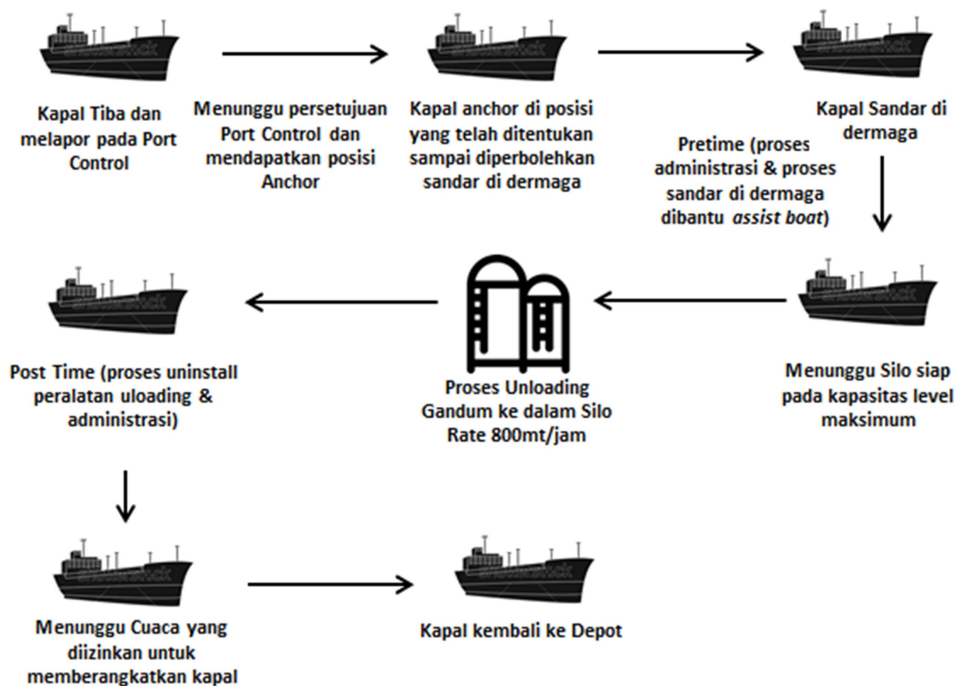 Kapal Tiba dan
melapor pada Port
Control
Menunggu persetujuan
Port Control dan
mendapatkan posisi
Anchor
Kapal anchor di posisi
yang telah ditentukan
sampai diperbolehkan
sandar di dermaga
Pretime (proses
administrasi & proses
sandar di dermaga
dibantu assist boat)
Kapal Sandar di
dermaga
Menunggu Silo siap
pada kapasitas level
maksimum
Proses Unloading
Gandum ke dalam Silo
Rate 800mt/jam
Post Time (proses uninstall
peralatan uloading &
administrasi)
Menunggu Cuaca yang
diizinkan untuk
memberangkatkan kapal
Kapal kembali ke Depot